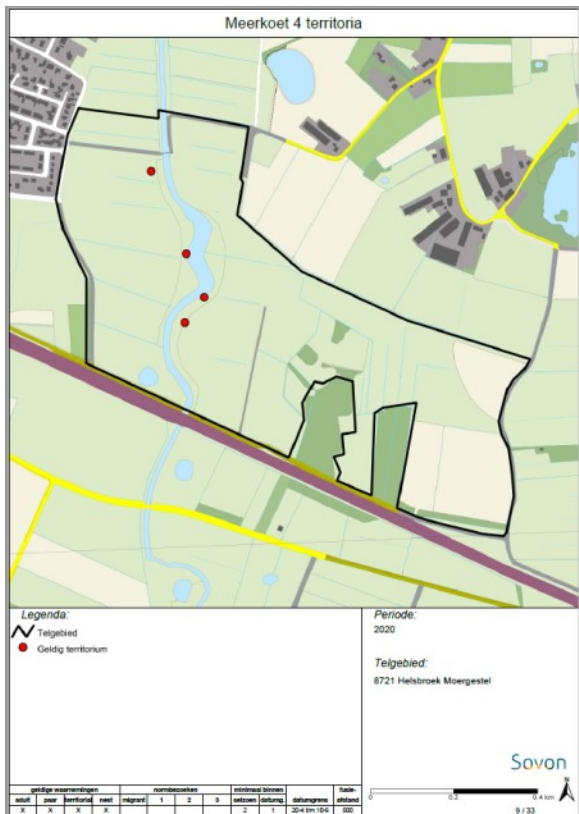 Meerkoet 4 territoria
Legenda:
Telgebied
Geldig territorium
Periode:
2020
Telgebied:
8721 Helsbroek Moergestel
Sovon
0 0.2 0.4 km
9 / 33
geldige waarnemingen normbezoeken minimaal binnen fusie-
adult paar territoriaal nest migrant 1 2 3 seizoen datumg. datumgrens afstand
X X X X 2 1 20-4 t/m 10-6 500